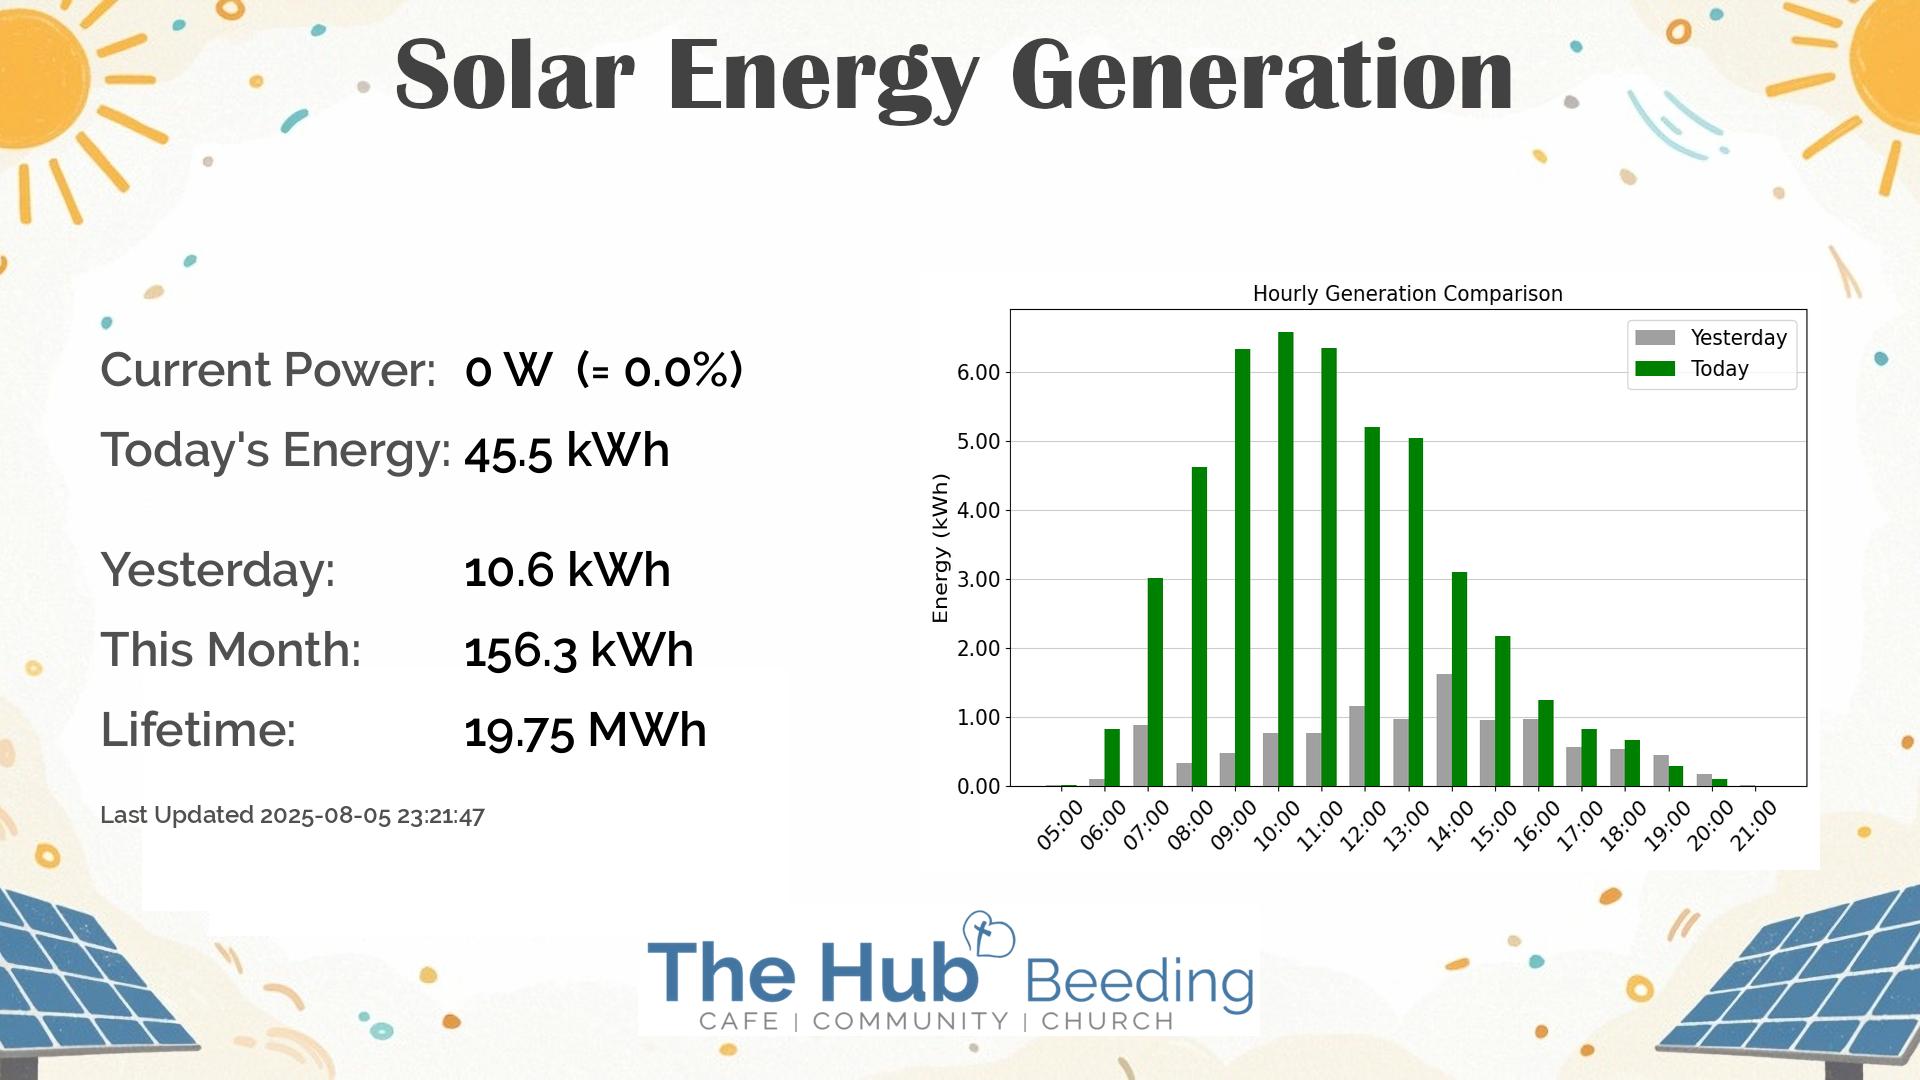 Solar Energy Generation
Current Power: 0 W (= 0.0%)
Today's Energy: 45.5 kWh
Yesterday: 10.6 kWh
This Month: 156.3 kWh
Lifetime: 19.75 MWh
Last Updated 2025-08-05 23:21:47
Hourly Generation Comparison
Yesterday
Today
Energy (kWh)
6.00
5.00
4.00
3.00
2.00
1.00
0.00
05:00 06:00 07:00 08:00 09:00 10:00 11:00 12:00 13:00 14:00 15:00 16:00 17:00 18:00 19:00 20:00 21:00
The Hub Beeding
CAFE | COMMUNITY | CHURCH